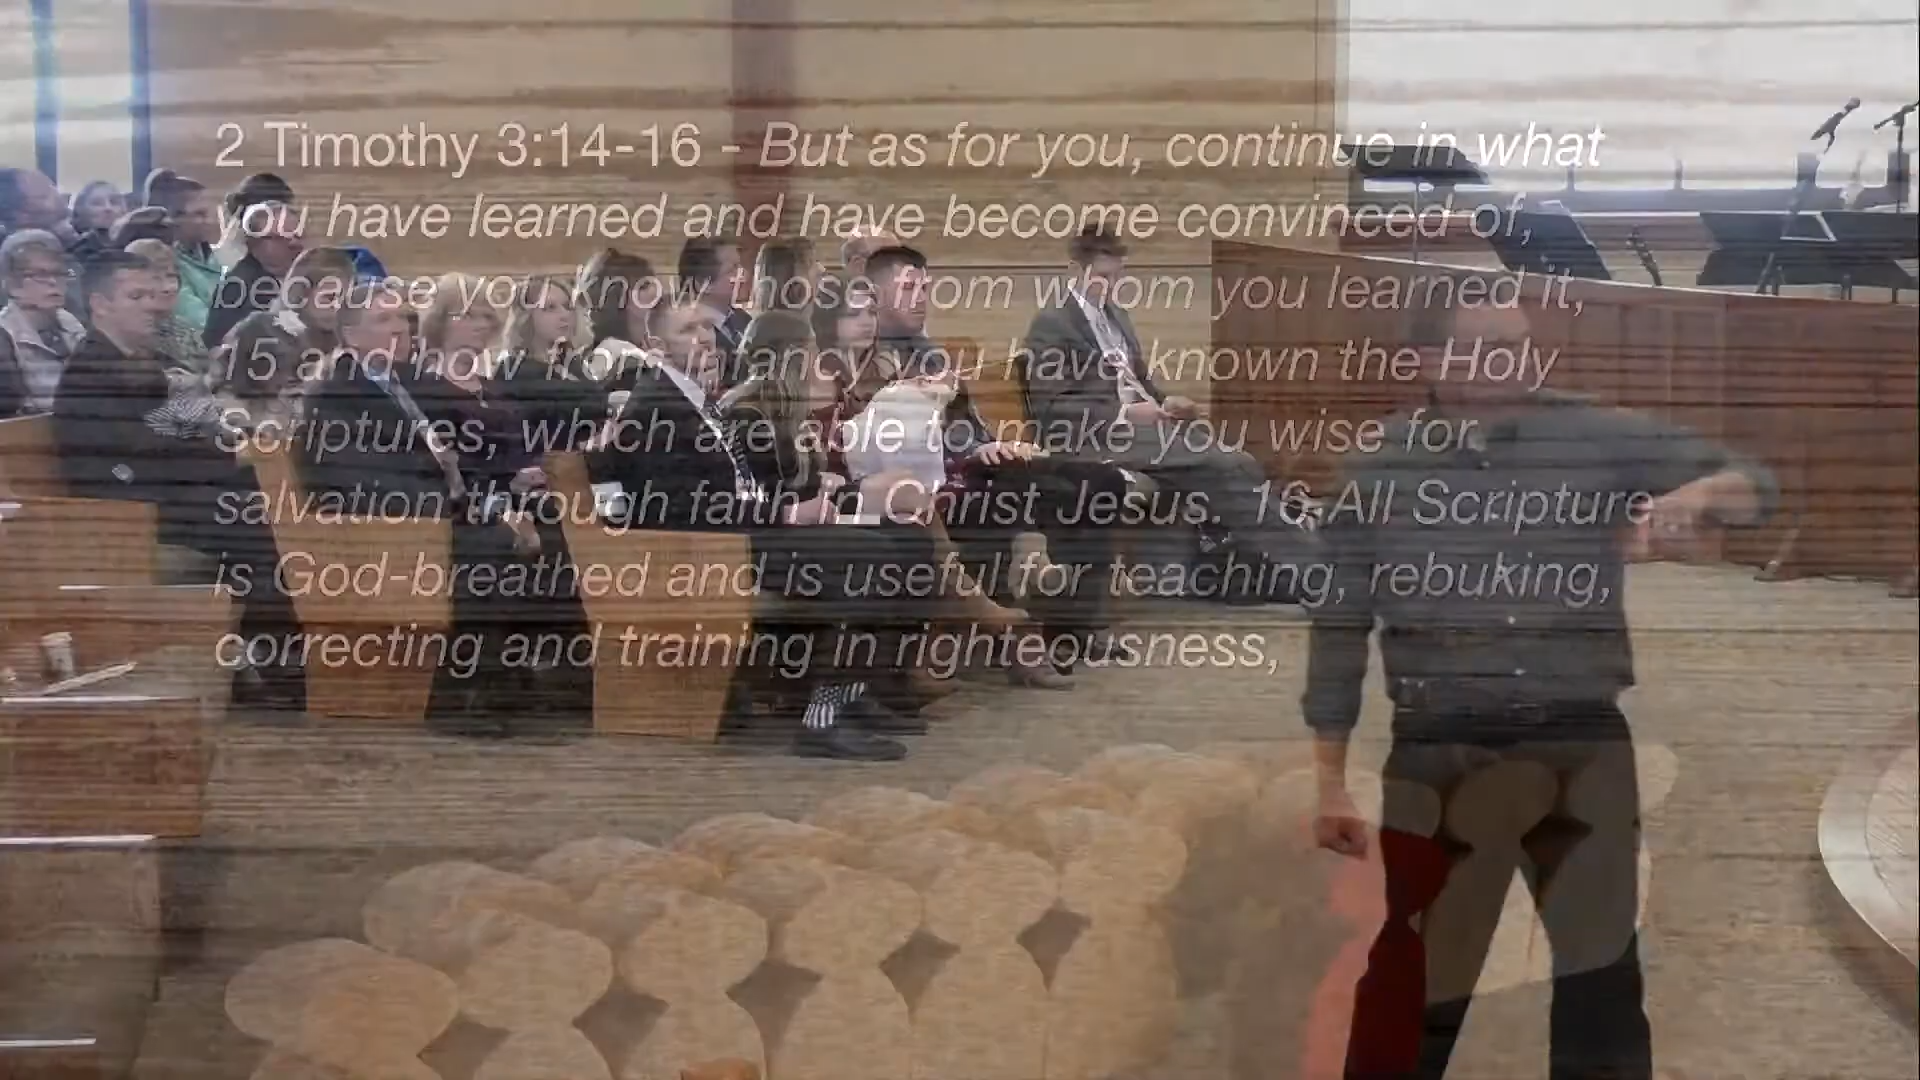 2 Timothy 3:14-16 - But as for you, continue in what
you have learned and have become convinced of,
because you know those from whom you learned it,
15 and how from infancy you have known the Holy
Scriptures, which are able to make you wise for
salvation through faith in Christ Jesus. 16 All Scripture
is God-breathed and is useful for teaching, rebuking,
correcting and training in righteousness,